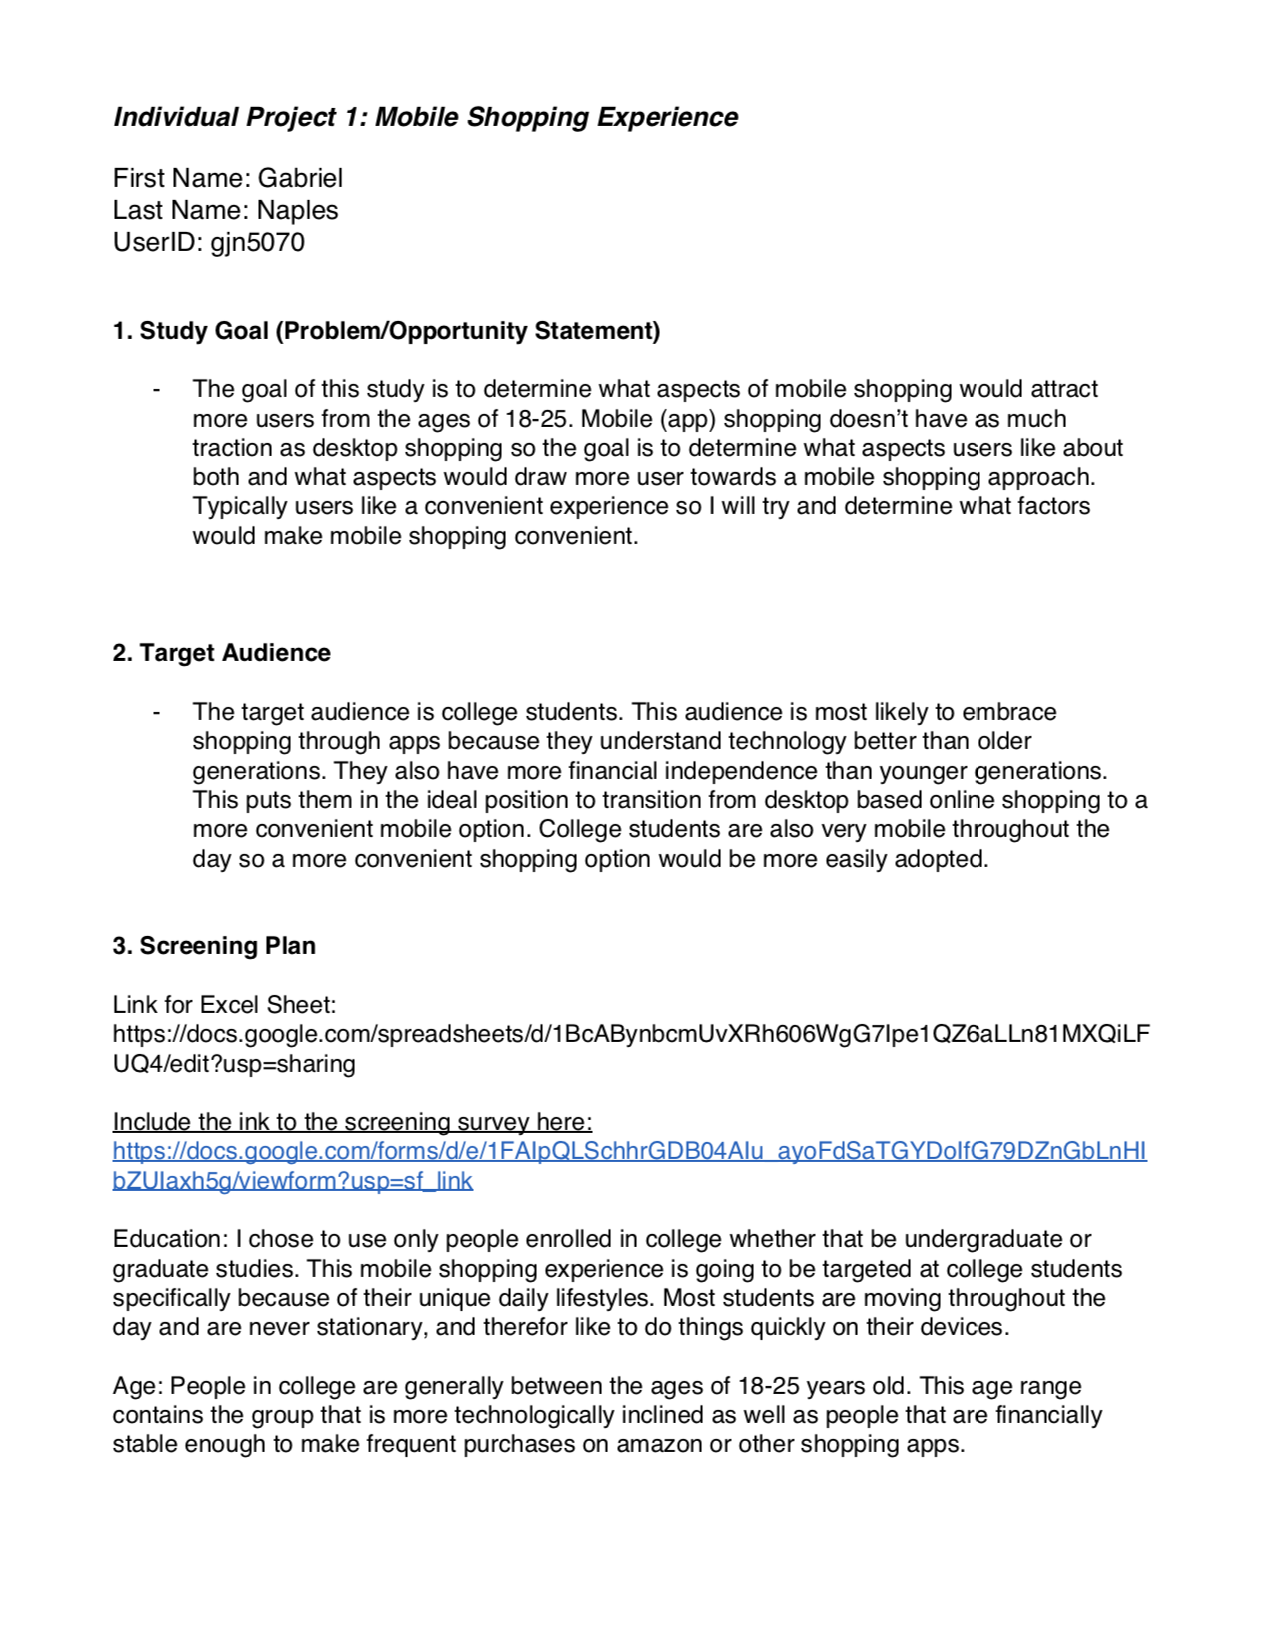 Individual Project 1: Mobile Shopping Experience
First Name: Gabriel
Last Name: Naples
UserID: gjn5070
1. Study Goal (Problem/Opportunity Statement)
- The goal of this study is to determine what aspects of mobile shopping would attract
more users from the ages of 18-25. Mobile (app) shopping doesn’t have as much
traction as desktop shopping so the goal is to determine what aspects users like about
both and what aspects would draw more user towards a mobile shopping approach.
Typically users like a convenient experience so I will try and determine what factors
would make mobile shopping convenient.
2. Target Audience
- The target audience is college students. This audience is most likely to embrace
shopping through apps because they understand technology better than older
generations. They also have more financial independence than younger generations.
This puts them in the ideal position to transition from desktop based online shopping to a
more convenient mobile option. College students are also very mobile throughout the
day so a more convenient shopping option would be more easily adopted.
3. Screening Plan
Link for Excel Sheet:
https://docs.google.com/spreadsheets/d/1BcABynbcmUvXRh606WgG7Ipe1QZ6aLLn81MXQiLF
UQ4/edit?usp=sharing
Include the ink to the screening survey here:
https://docs.google.com/forms/d/e/1FAIpQLSchhrGDB04AIu_ayoFdSaTGYDoIfG79DZnGbLnHI
bZUIaxh5g/viewform?usp=sf_link
Education: I chose to use only people enrolled in college whether that be undergraduate or
graduate studies. This mobile shopping experience is going to be targeted at college students
specifically because of their unique daily lifestyles. Most students are moving throughout the
day and are never stationary, and therefor like to do things quickly on their devices.
Age: People in college are generally between the ages of 18-25 years old. This age range
contains the group that is more technologically inclined as well as people that are financially
stable enough to make frequent purchases on amazon or other shopping apps.